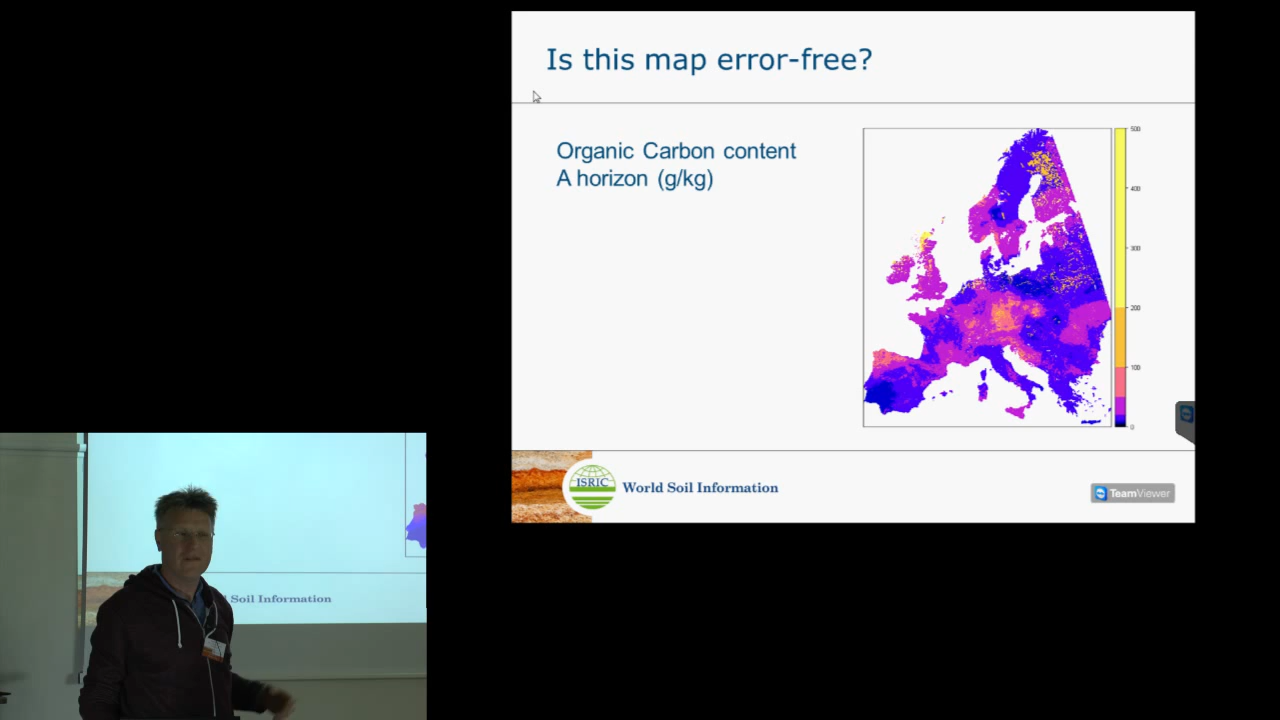 Is this map error-free?
Organic Carbon content
A horizon (g/kg)
500
400
300
200
100
0
ISRIC
World Soil Information
TeamViewer
Soil Information